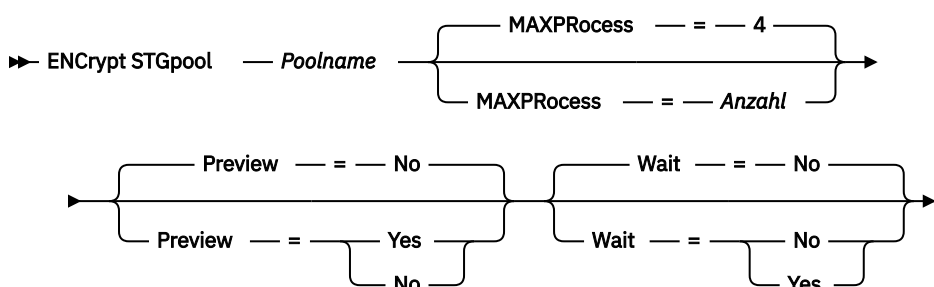 MAXPRocess = 4
ENCrypt STGpool Poolname
MAXPRocess = Anzahl
Preview = No Wait = No
Preview = Yes Wait = No
No Yes